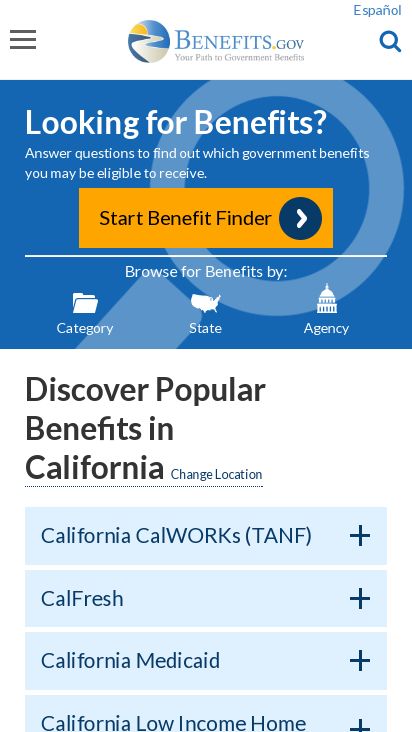 Español
BENEFITS.GOV
Your Path to Government Benefits
Looking for Benefits?
Answer questions to find out which government benefits
you may be eligible to receive.
Start Benefit Finder
Browse for Benefits by:
Category State Agency
Discover Popular
Benefits in
California Change Location
California CalWORKs (TANF)
CalFresh
California Medicaid
California Low Income Home